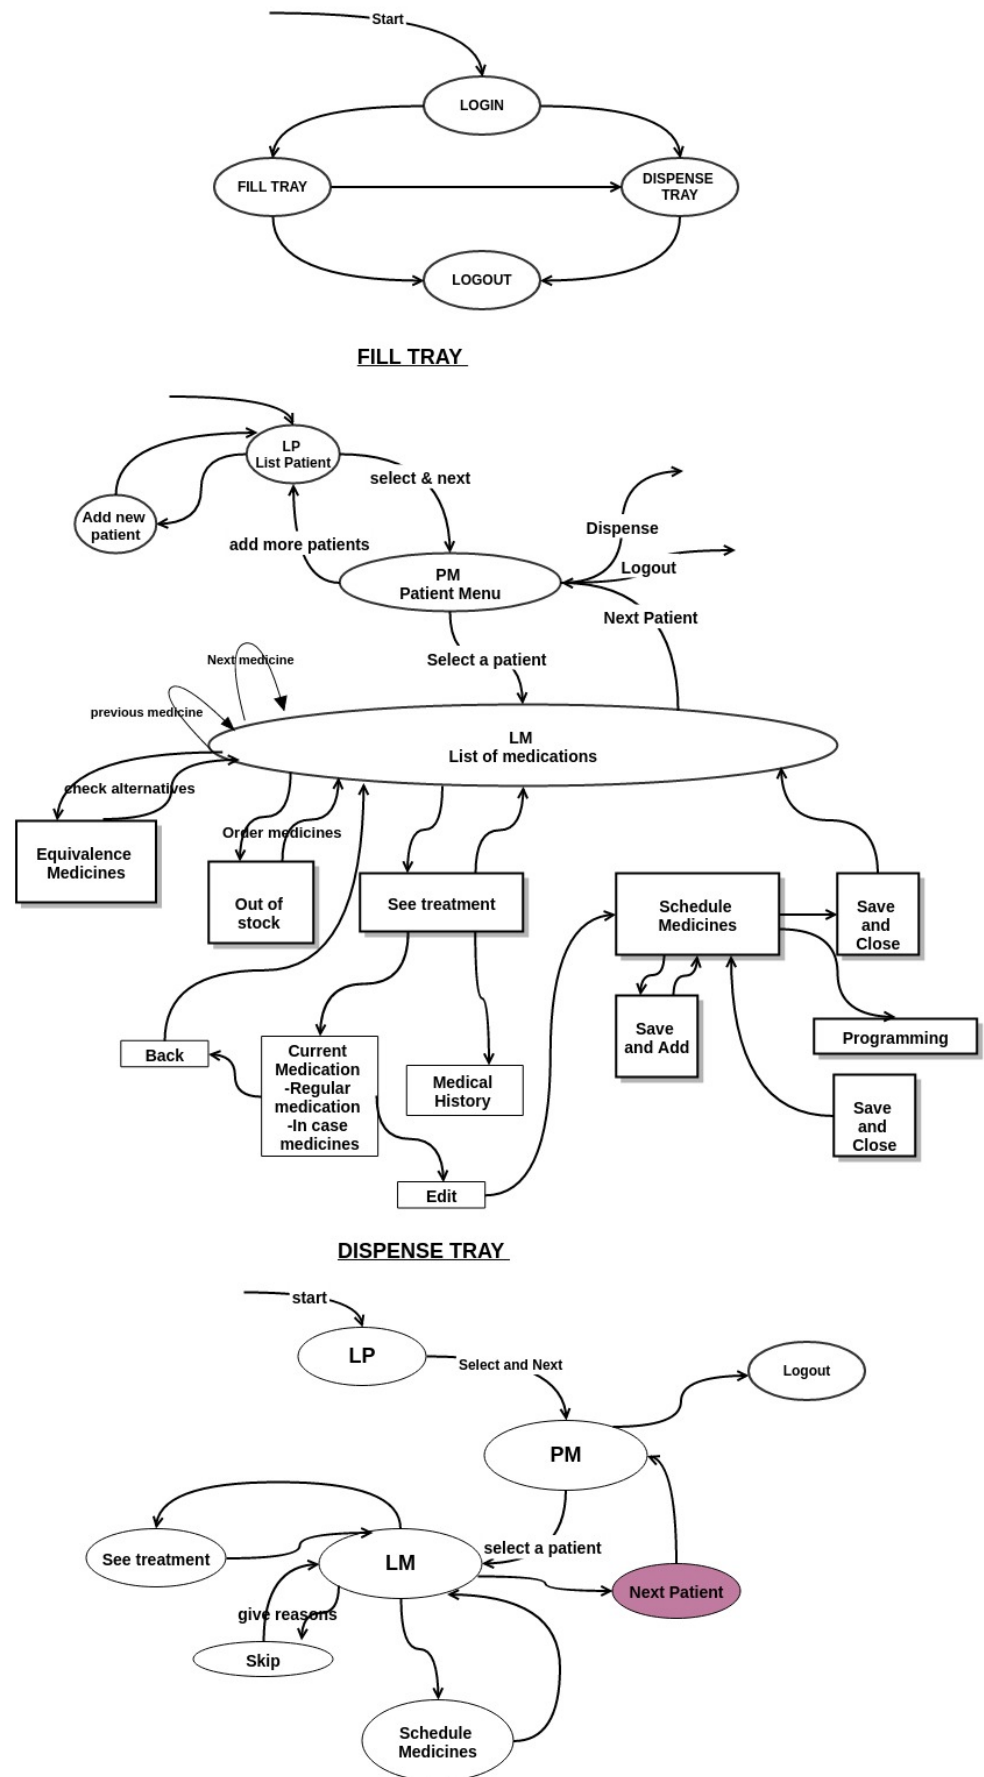 Start
LOGIN
FILL TRAY
DISPENSE
TRAY
LOGOUT
FILL TRAY
LP
List Patient
select & next
Add new
patient
Dispense
add more patients
Logout
PM
Patient Menu
Next Patient
Select a patient
Next medicine
previous medicine
LM
List of medications
check alternatives
Order medicines
Equivalence
Medicines
Out of
stock
See treatment
Schedule
Medicines
Save
and
Close
Save
and Add
Programming
Back
Current
Medication
-Regular
medication
-In case
medicines
Medical
History
Save
and
Close
Edit
DISPENSE TRAY
start
LP
Select and Next
Logout
PM
select a patient
See treatment
LM
Next Patient
give reasons
Skip
Schedule
Medicines